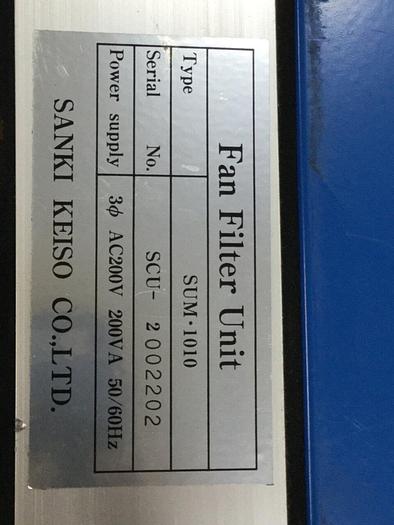 Fan Filter Unit
Type SUM・1010
Serial No. SCU- 2002202
Power supply 3ϕ AC200V 200VA 50/60Hz
SANKI KEISO CO.,LTD.